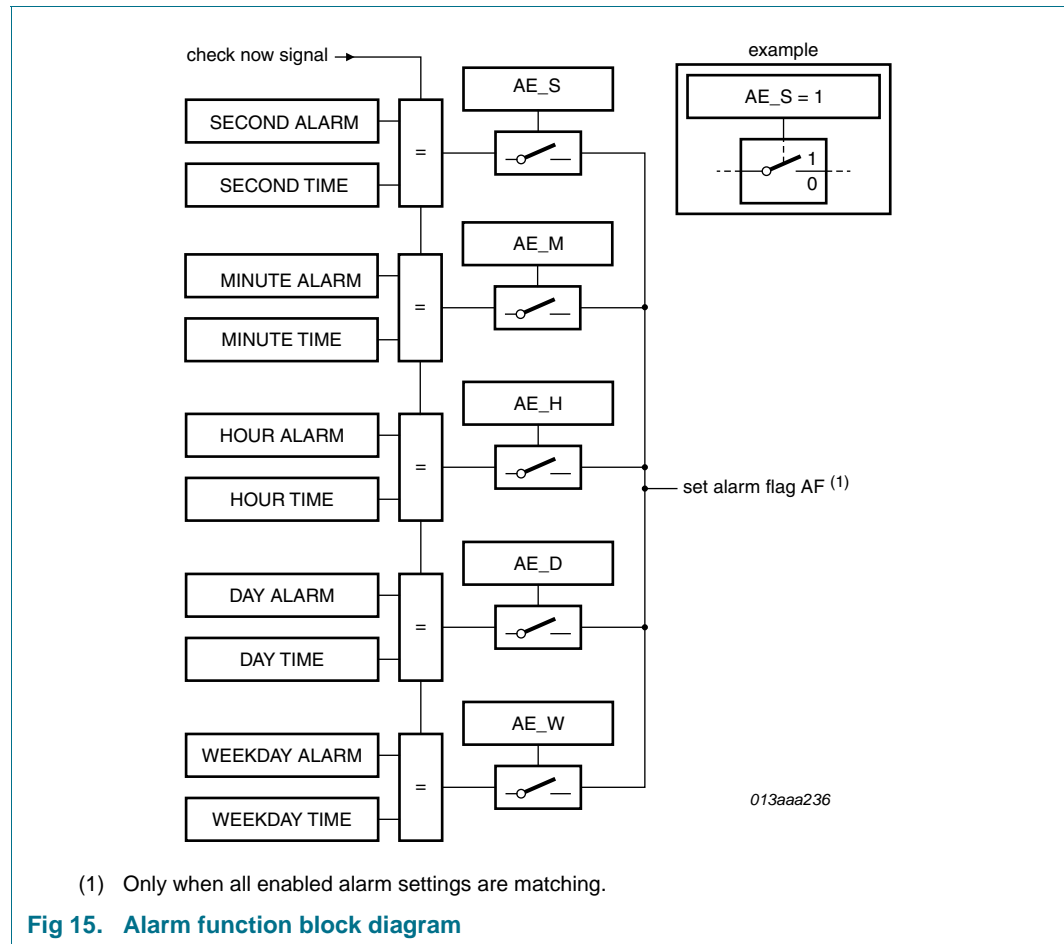 check now signal
example
AE_S
AE_S = 1
SECOND ALARM
=
SECOND TIME
1
0
AE_M
MINUTE ALARM
=
MINUTE TIME
AE_H
HOUR ALARM
=
set alarm flag AF (1)
HOUR TIME
AE_D
DAY ALARM
=
DAY TIME
AE_W
WEEKDAY ALARM
=
WEEKDAY TIME
013aaa236
(1) Only when all enabled alarm settings are matching.
Fig 15. Alarm function block diagram